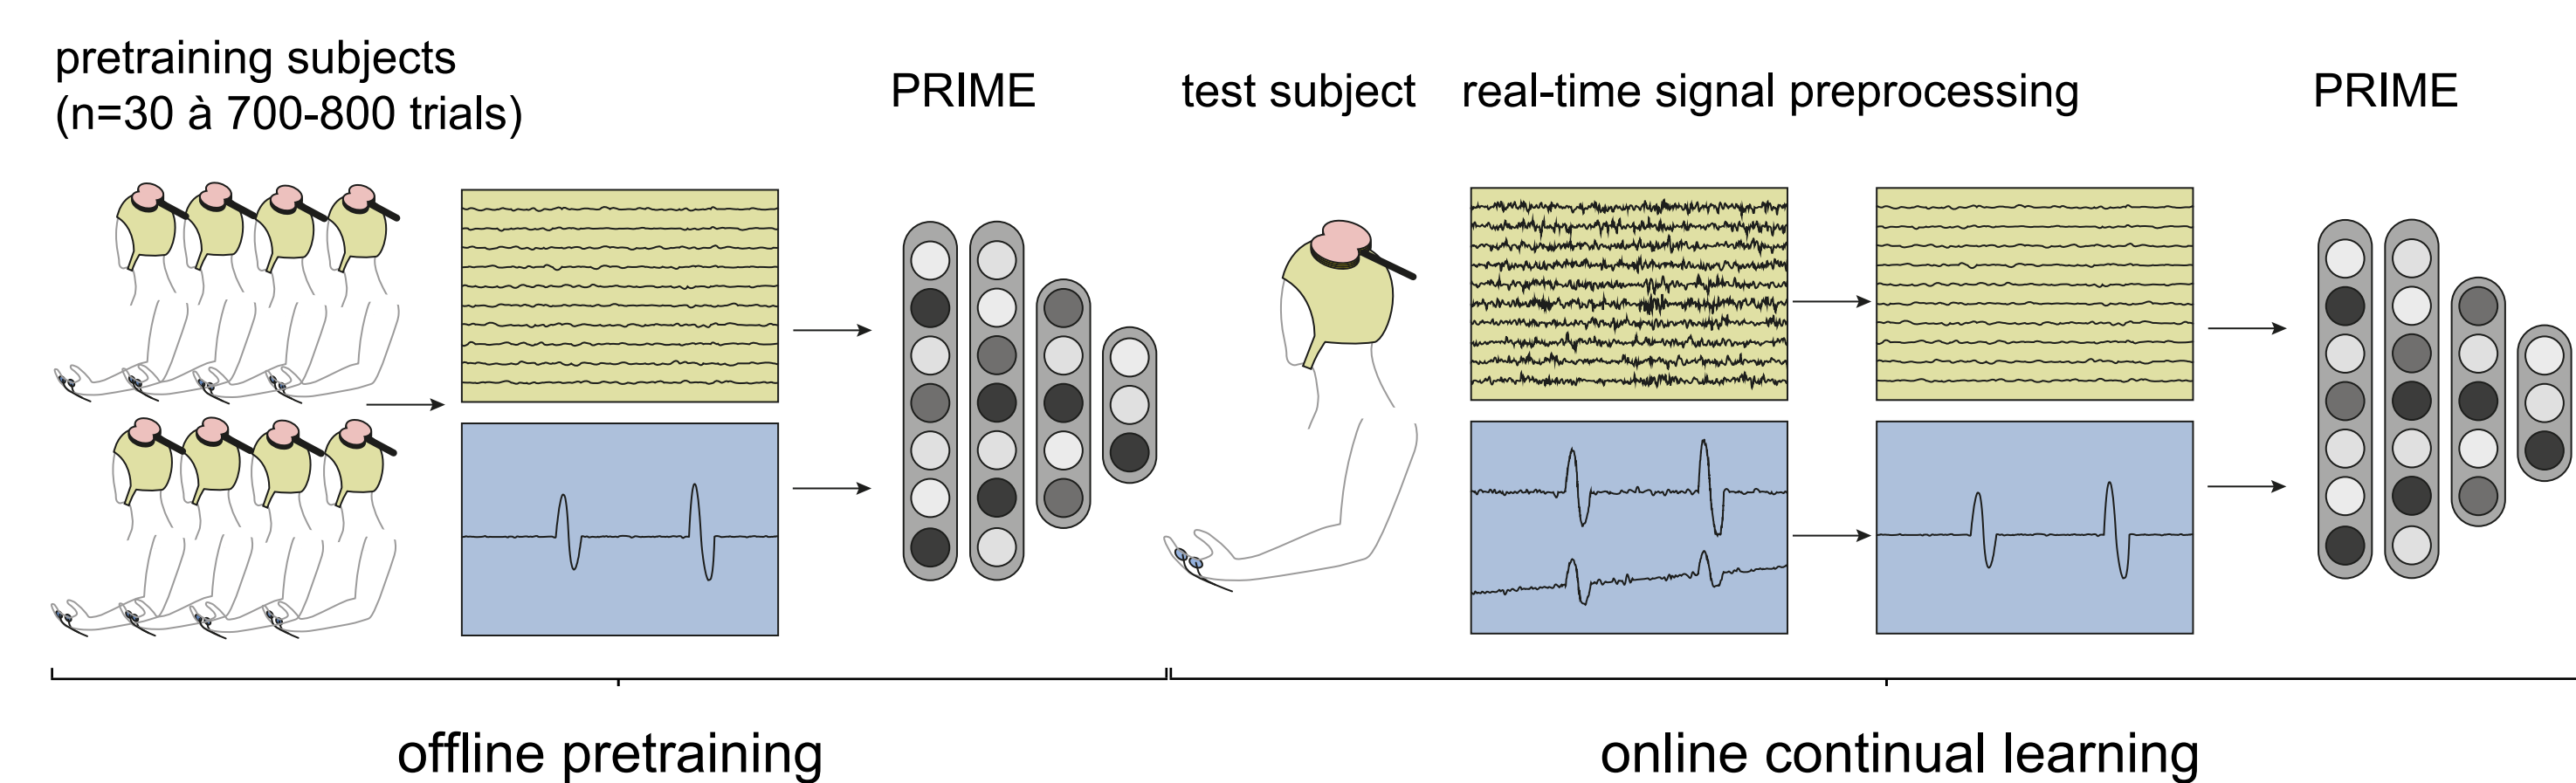 pretraining subjects
(n=30 à 700-800 trials)
PRIME
test subject
real-time signal preprocessing
PRIME
offline pretraining
online continual learning